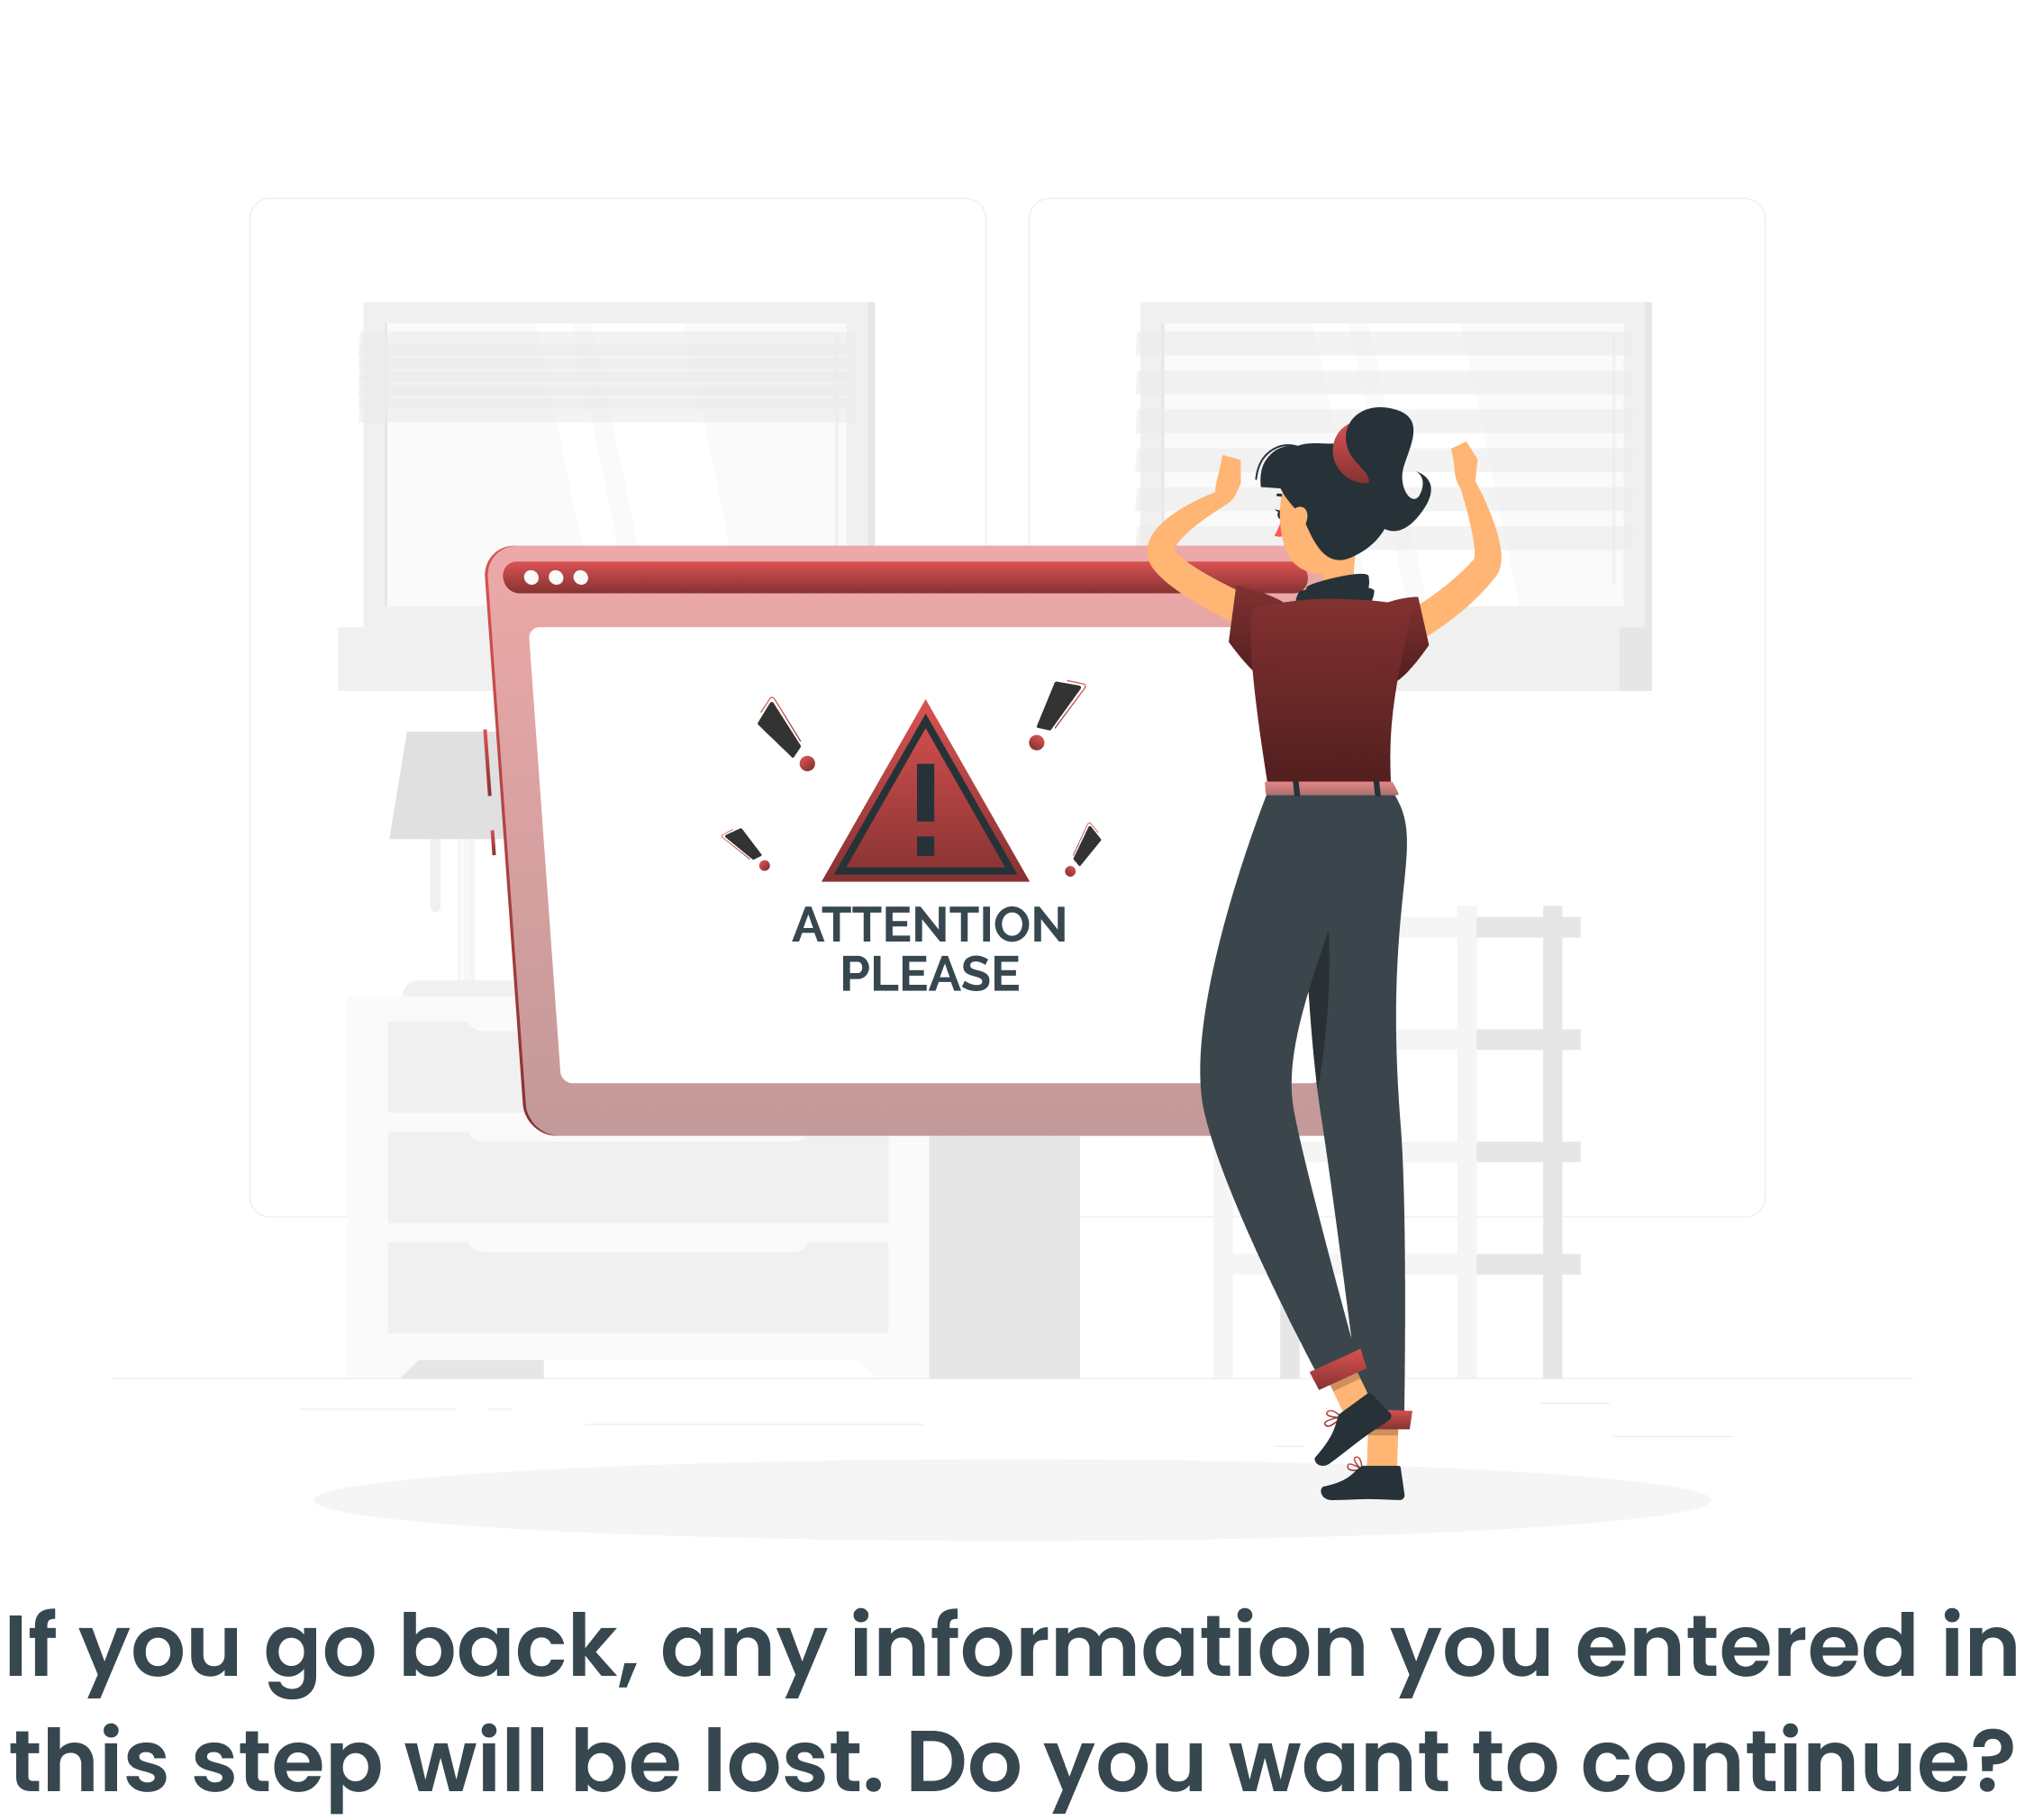 ATTENTION
PLEASE
If you go back, any information you entered in
this step will be lost. Do you want to continue?